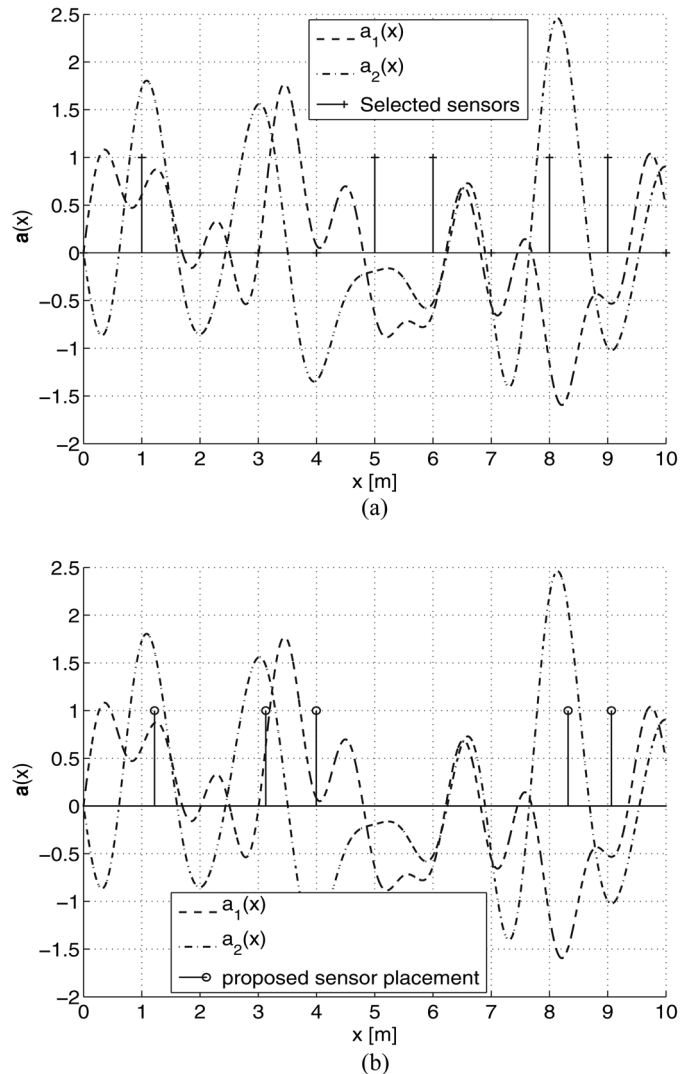 2.5
2
1.5
1
0.5
0
−0.5
−1
−1.5
−2
a(x)
a₁(x)
a₂(x)
Selected sensors
0 1 2 3 4 5 6 7 8 9 10
x [m]
(a)
2.5
2
1.5
1
0.5
0
−0.5
−1
−1.5
−2
a(x)
a₁(x)
a₂(x)
proposed sensor placement
0 1 2 3 4 5 6 7 8 9 10
x [m]
(b)